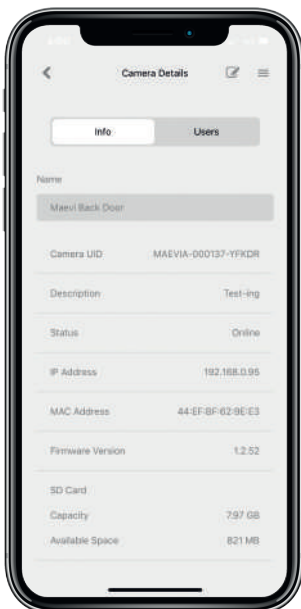 Camera Details
Info Users
Name
Maevi Back Door
Camera UID MAEVIA-000137-YFKDR
Description Test-ing
Status Online
IP Address 192.168.0.95
MAC Address 44:EF:BF:62:9E:E3
Firmware Version 1.2.52
SD Card
Capacity 7.97 GB
Available Space 821 MB